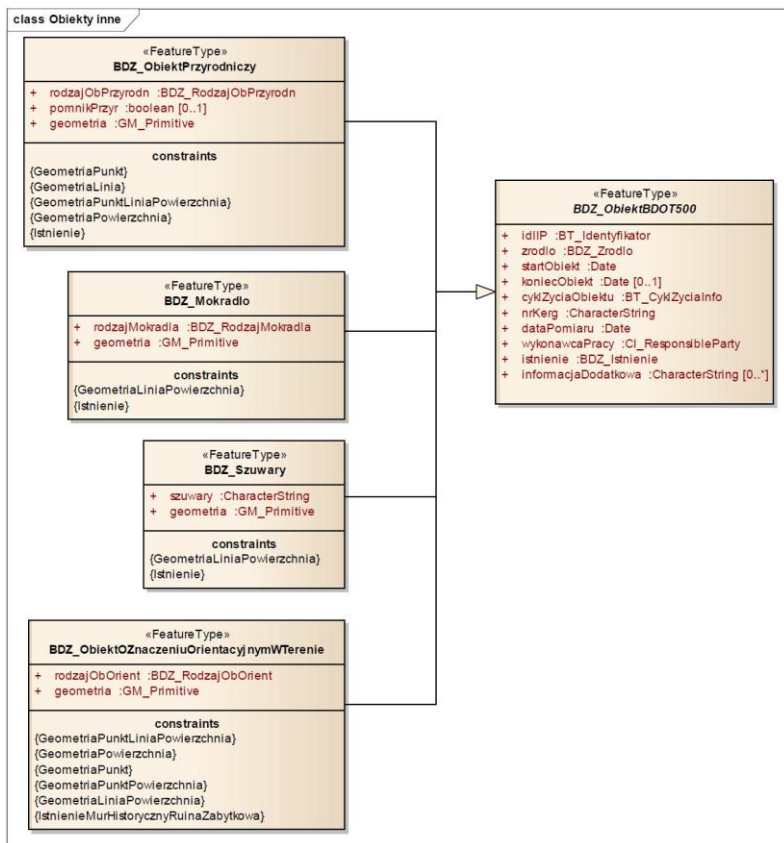 class Obiekty inne
«FeatureType»
BDZ_ObiektPrzyrodniczy
+ rodzajObPrzyrodn :BDZ_RodzajObPrzyrodn
+ pomnikPrzyr :boolean [0..1]
+ geometria :GM_Primitive
constraints
{GeometriaPunkt}
{GeometriaLinia}
{GeometriaPunktLiniaPowierzchnia}
{GeometriaPowierzchnia}
{Istnienie}
«FeatureType»
BDZ_Mokradlo
+ rodzajMokradla :BDZ_RodzajMokradla
+ geometria :GM_Primitive
constraints
{GeometriaLiniaPowierzchnia}
{Istnienie}
«FeatureType»
BDZ_Szuwary
+ szuwary :CharacterString
+ geometria :GM_Primitive
constraints
{GeometriaLiniaPowierzchnia}
{Istnienie}
«FeatureType»
BDZ_ObiektOZnaczeniuOrientacyjnymWTerenie
+ rodzajObOrient :BDZ_RodzajObOrient
+ geometria :GM_Primitive
constraints
{GeometriaPunktLiniaPowierzchnia}
{GeometriaPowierzchnia}
{GeometriaPunkt}
{GeometriaPunktPowierzchnia}
{GeometriaLiniaPowierzchnia}
{IstnienieMurHistorycznyRuinaZabytkowa}
«FeatureType»
BDZ_ObiektBDOT500
+ idIIP :BT_Identyfikator
+ zrodlo :BDZ_Zrodlo
+ startObiekt :Date
+ koniecObiekt :Date [0..1]
+ cyklZyciaObiektu :BT_CyklZyciaInfo
+ nrKerg :CharacterString
+ dataPomiaru :Date
+ wykonawcaPracy :CI_ResponsibleParty
+ istnienie :BDZ_Istnienie
+ informacjaDodatkowa :CharacterString [0..*]